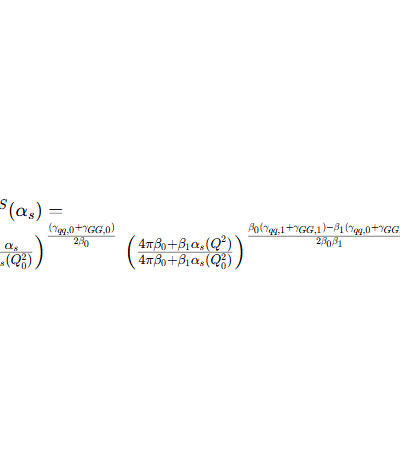 S(α_s) =
(α_s / s(Q_0^2))^{(γ_{qq,0}+γ_{GG,0}) / 2β_0} ((4πβ_0+β_1α_s(Q^2)) / (4πβ_0+β_1α_s(Q_0^2)))^{β_0(γ_{qq,1}+γ_{GG,1})−β_1(γ_{qq,0}+γ_{GG,0 / 2β_0β_1}